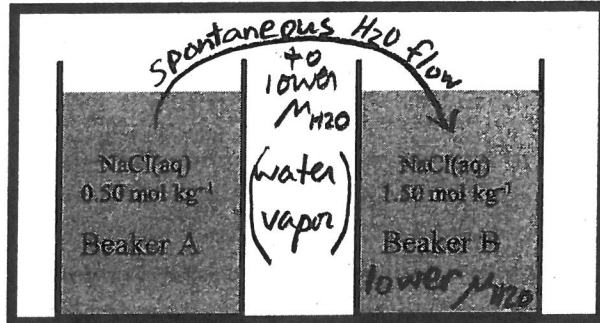 spontaneous H2O flow
to
lower
μH2O
(water
vapor)
NaCl(aq)
0.50 mol kg⁻¹
Beaker A
NaCl(aq)
1.50 mol kg⁻¹
Beaker B
lower μH2O